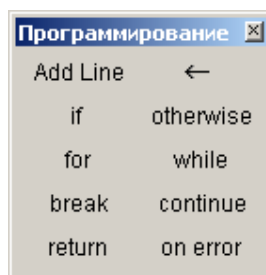 Программирование
Add Line ←
if otherwise
for while
break continue
return on error